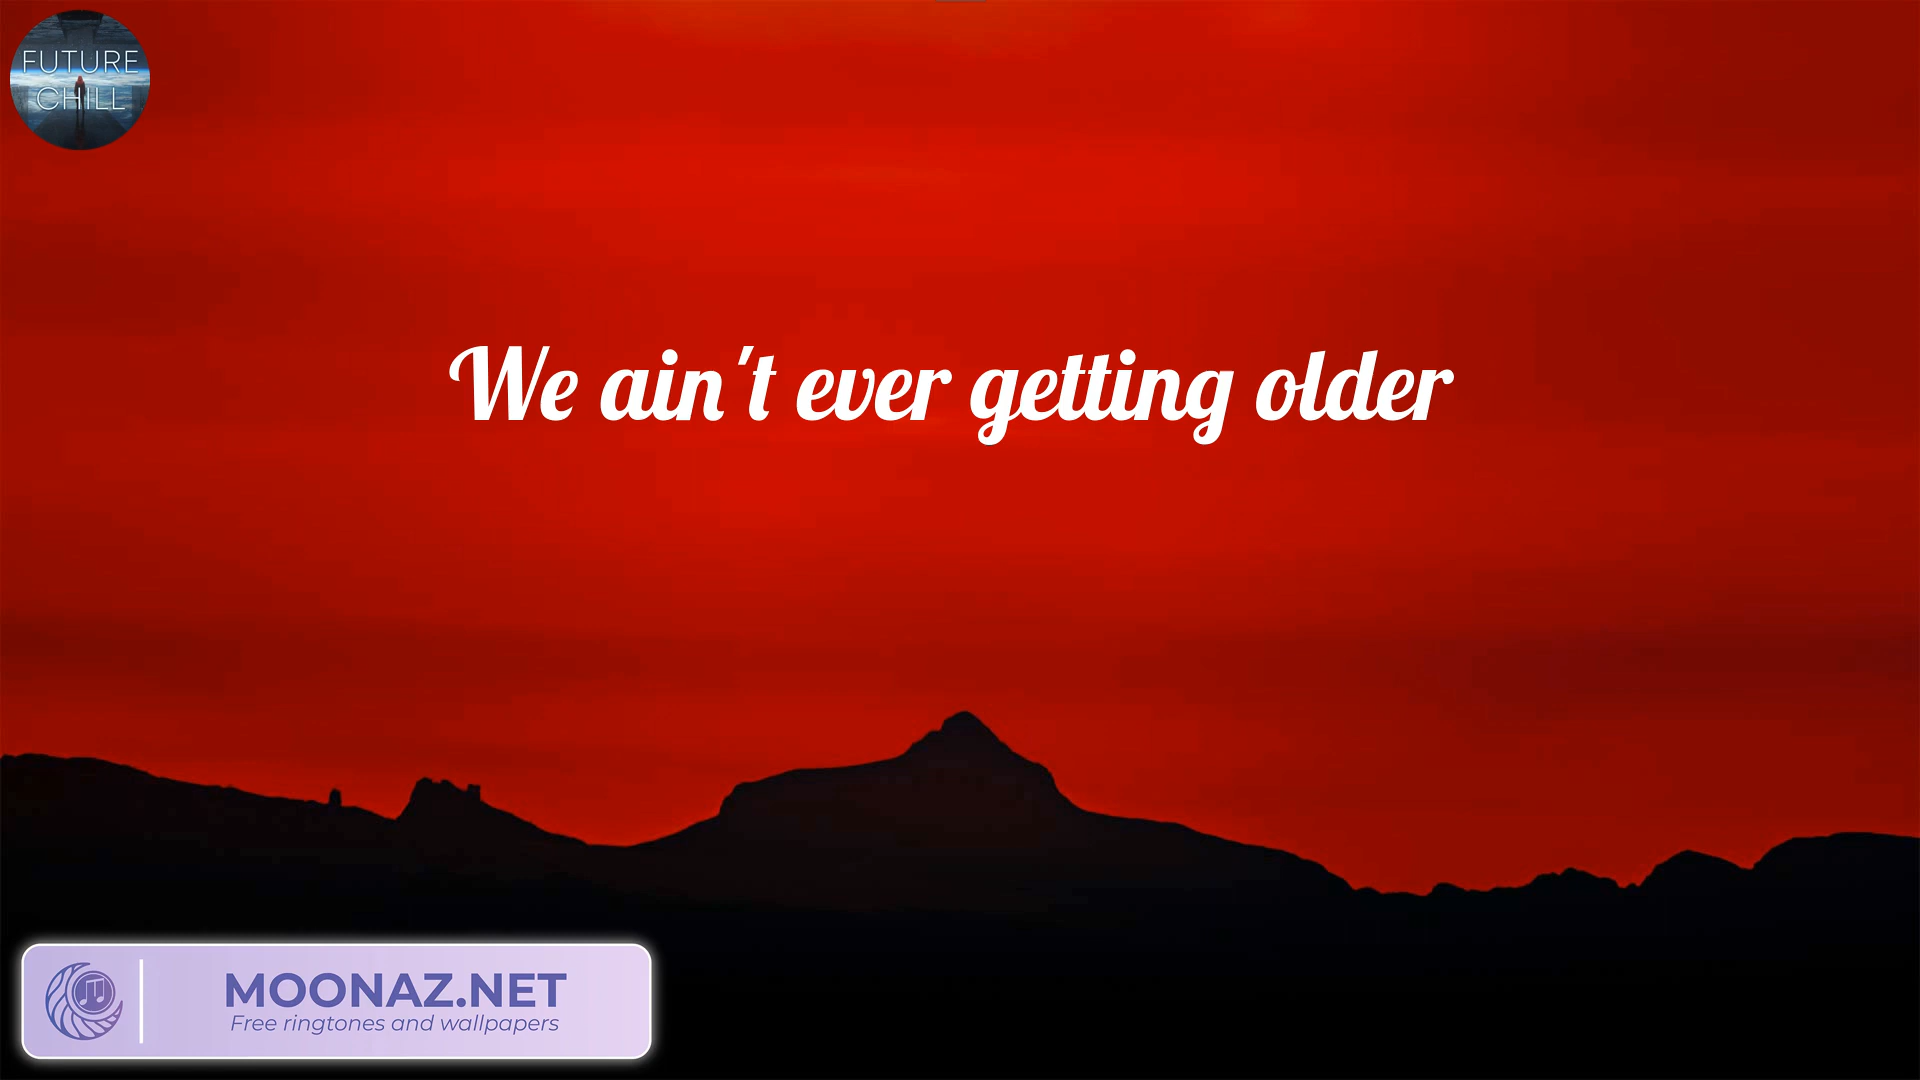 FUTURE
CHILL
We ain't ever getting older
MOONAZ.NET
Free ringtones and wallpapers